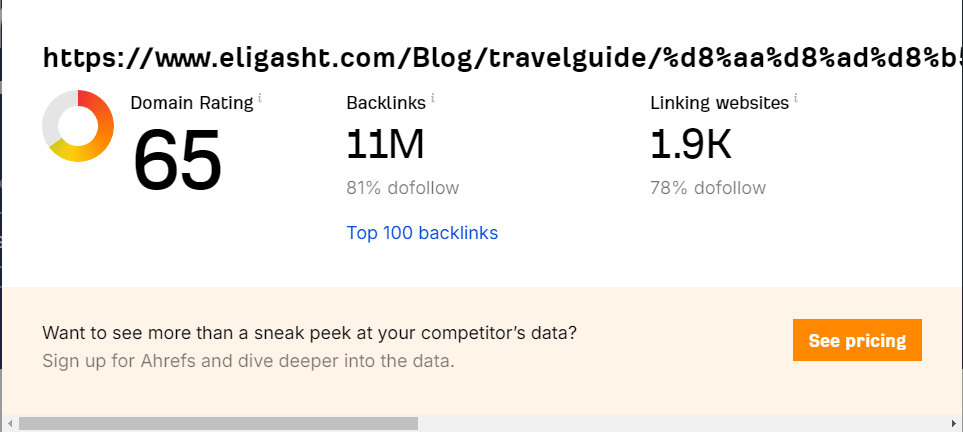 https://www.eligasht.com/Blog/travelguide/%d8%aa%d8%ad%d8%b5
Domain Rating i
65
Backlinks i
11M
81% dofollow
Top 100 backlinks
Linking websites i
1.9K
78% dofollow
Want to see more than a sneak peek at your competitor’s data?
Sign up for Ahrefs and dive deeper into the data.
See pricing